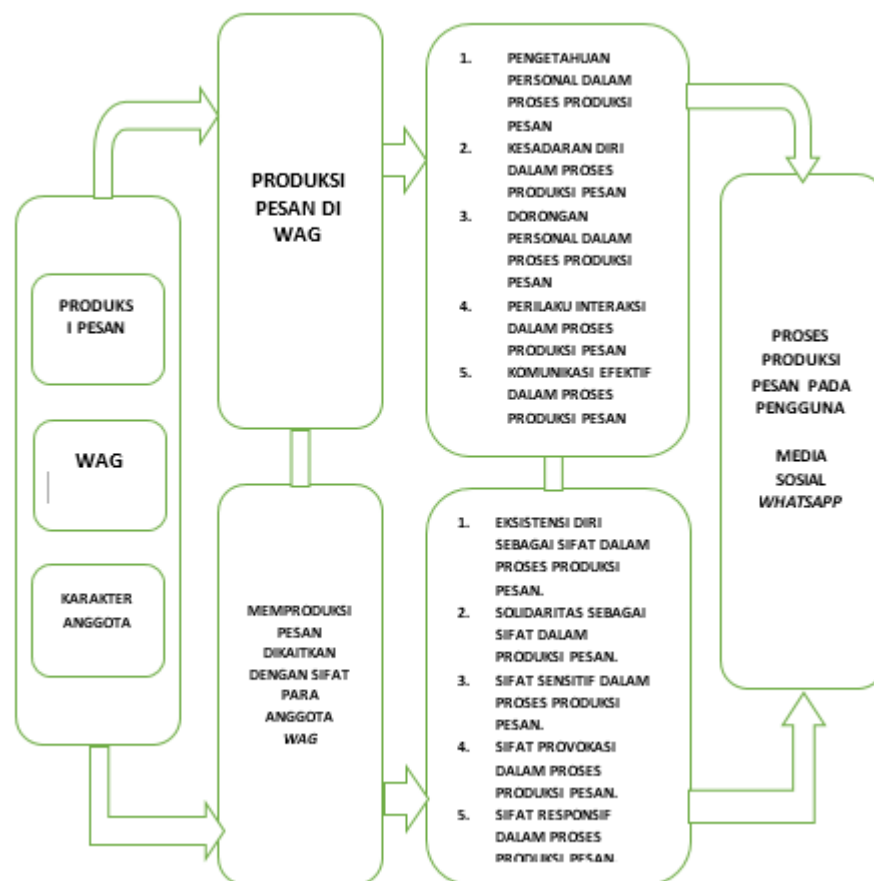 PRODUKS
I PESAN
WAG
KARAKTER
ANGGOTA
PRODUKSI
PESAN DI
WAG
MEMPRODUKSI
PESAN
DIKAITKAN
DENGAN SIFAT
PARA
ANGGOTA
WAG
1. PENGETAHUAN
PERSONAL DALAM
PROSES PRODUKSI
PESAN
2. KESADARAN DIRI
DALAM PROSES
PRODUKSI PESAN
3. DORONGAN
PERSONAL DALAM
PROSES PRODUKSI
PESAN
4. PERILAKU INTERAKSI
DALAM PROSES
PRODUKSI PESAN
5. KOMUNIKASI EFEKTIF
DALAM PROSES
PRODUKSI PESAN
1. EKSISTENSI DIRI
SEBAGAI SIFAT DALAM
PROSES PRODUKSI
PESAN.
2. SOLIDARITAS SEBAGAI
SIFAT DALAM
PRODUKSI PESAN.
3. SIFAT SENSITIF DALAM
PROSES PRODUKSI
PESAN.
4. SIFAT PROVOKASI
DALAM PROSES
PRODUKSI PESAN.
5. SIFAT RESPONSIF
DALAM PROSES
PRODUKSI PESAN.
PROSES
PRODUKSI
PESAN PADA
PENGGUNA
MEDIA
SOSIAL
WHATSAPP